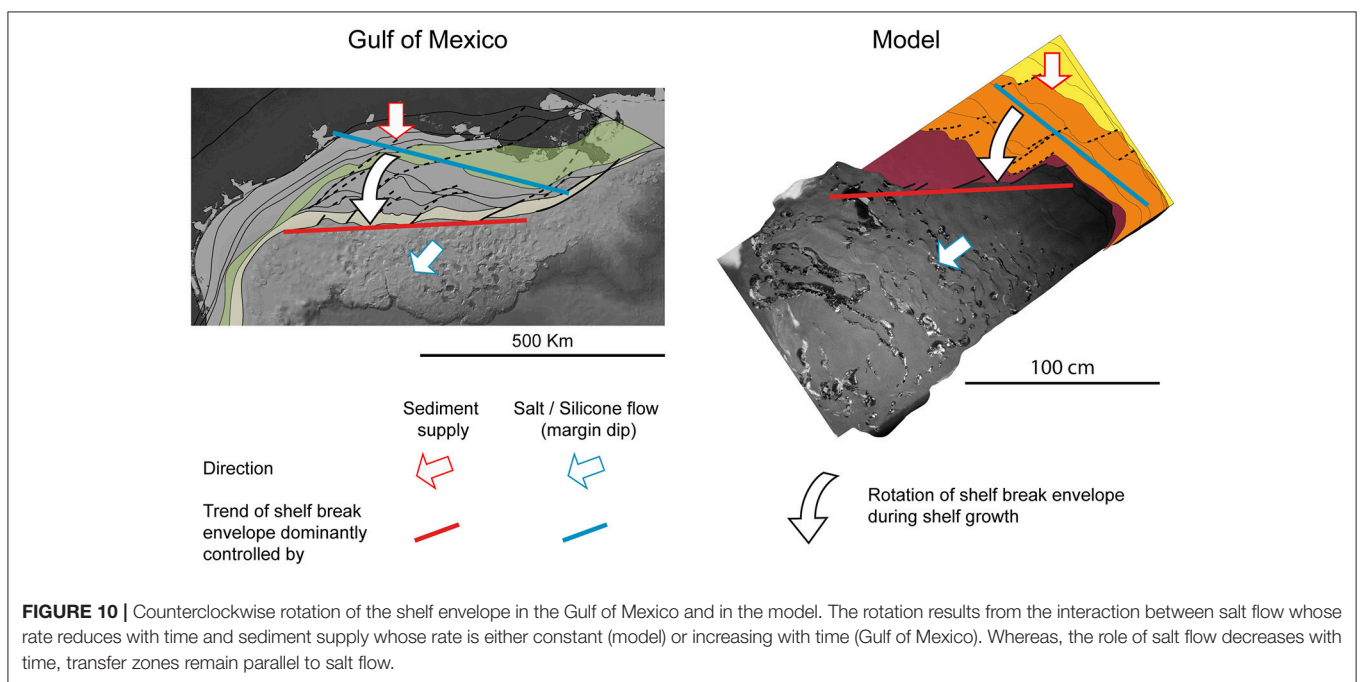 Gulf of Mexico
Model
500 Km
100 cm
Sediment
supply
Salt / Silicone flow
(margin dip)
Direction
Trend of shelf break
envelope dominantly
controlled by
Rotation of shelf break envelope
during shelf growth
FIGURE 10 | Counterclockwise rotation of the shelf envelope in the Gulf of Mexico and in the model. The rotation results from the interaction between salt flow whose
rate reduces with time and sediment supply whose rate is either constant (model) or increasing with time (Gulf of Mexico). Whereas, the role of salt flow decreases with
time, transfer zones remain parallel to salt flow.